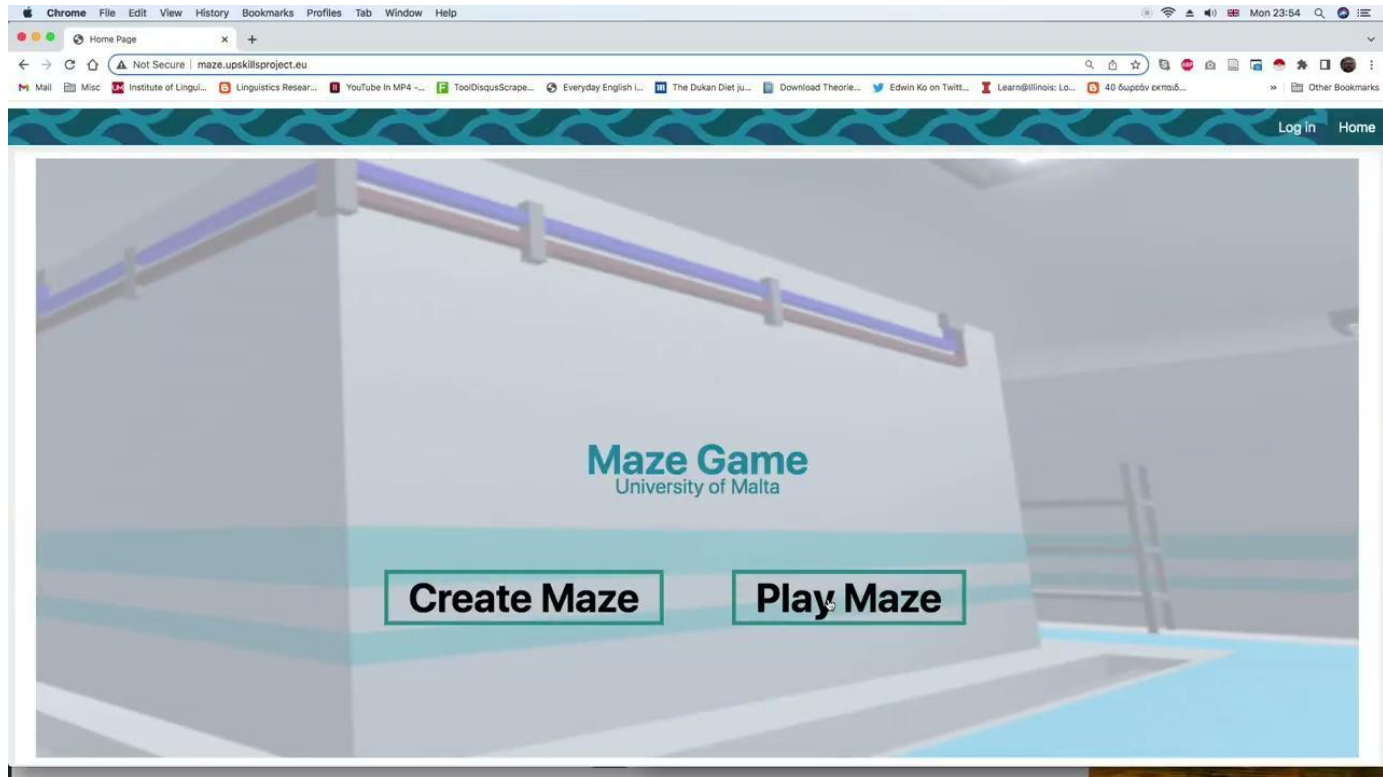 Chrome File Edit View History Bookmarks Profiles Tab Window Help Mon 23:54
Home Page
Not Secure | maze.upskillsproject.eu
Mail Misc Institute of Lingui... Linguistics Resear... YouTube In MP4 -... ToolDisqusScrape... Everyday English i... The Dukan Diet ju... Download Theorie... Edwin Ko on Twitt... Learn@Illinois: Lo... 40 δωρεάν εκπαιδ... » Other Bookmarks
Log in Home
Maze Game
University of Malta
Create Maze Play Maze